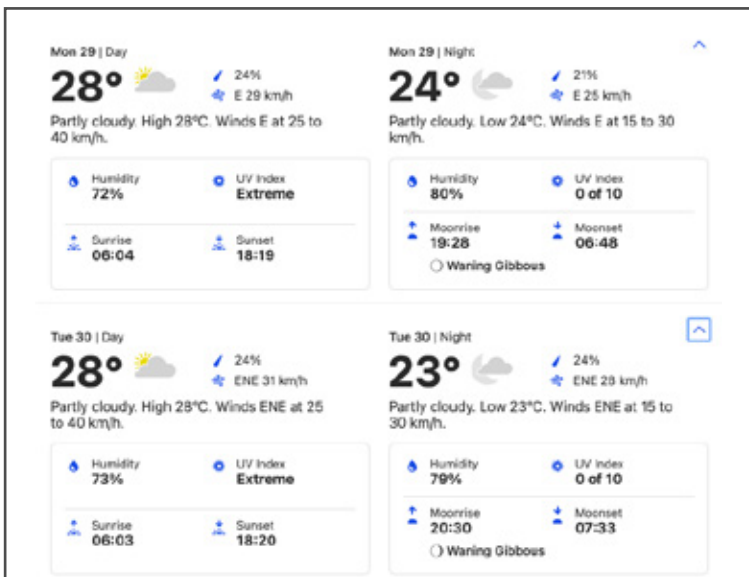 Mon 29 | Day
28°
24%
E 29 km/h
Partly cloudy. High 28°C. Winds E at 25 to
40 km/h.
Humidity
72%
UV Index
Extreme
Sunrise
06:04
Sunset
18:19
Mon 29 | Night
24°
21%
E 25 km/h
Partly cloudy. Low 24°C. Winds E at 15 to 30
km/h.
Humidity
80%
UV Index
0 of 10
Moonrise
19:28
Moonset
06:48
Waning Gibbous
Tue 30 | Day
28°
24%
ENE 31 km/h
Partly cloudy. High 28°C. Winds ENE at 25
to 40 km/h.
Humidity
73%
UV Index
Extreme
Sunrise
06:03
Sunset
18:20
Tue 30 | Night
23°
24%
ENE km/h
Partly cloudy. Low 23°C. Winds ENE at 15 to
30 km/h.
Humidity
79%
UV Index
0 of 10
Moonrise
20:30
Moonset
07:33
Waning Gibbous